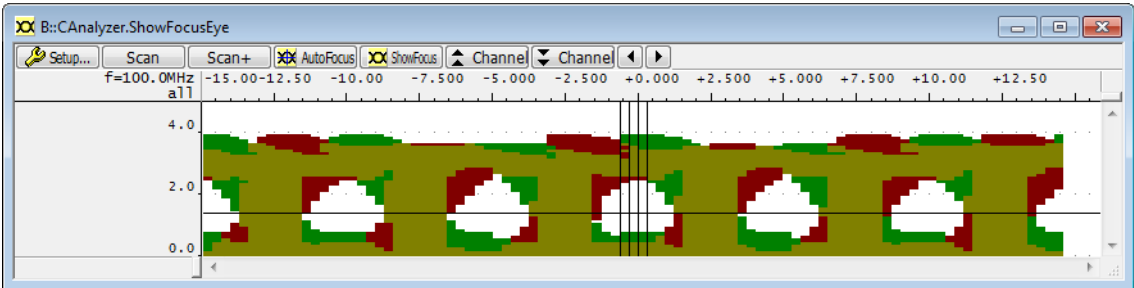 B::CAnalyzer.ShowFocusEye
Setup... Scan Scan+ AutoFocus ShowFocus Channel Channel
f=100.0MHz -15.00 -12.50 -10.00 -7.500 -5.000 -2.500 +0.000 +2.500 +5.000 +7.500 +10.00 +12.50
all
4.0
2.0
0.0